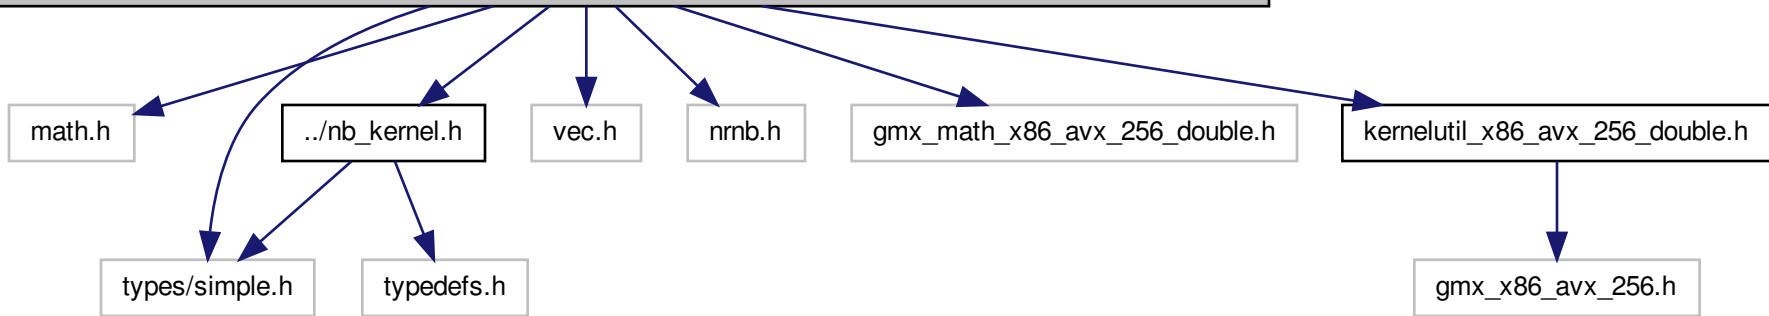 math.h
../nb_kernel.h
vec.h
nrnb.h
gmx_math_x86_avx_256_double.h
kernelutil_x86_avx_256_double.h
types/simple.h
typedefs.h
gmx_x86_avx_256.h